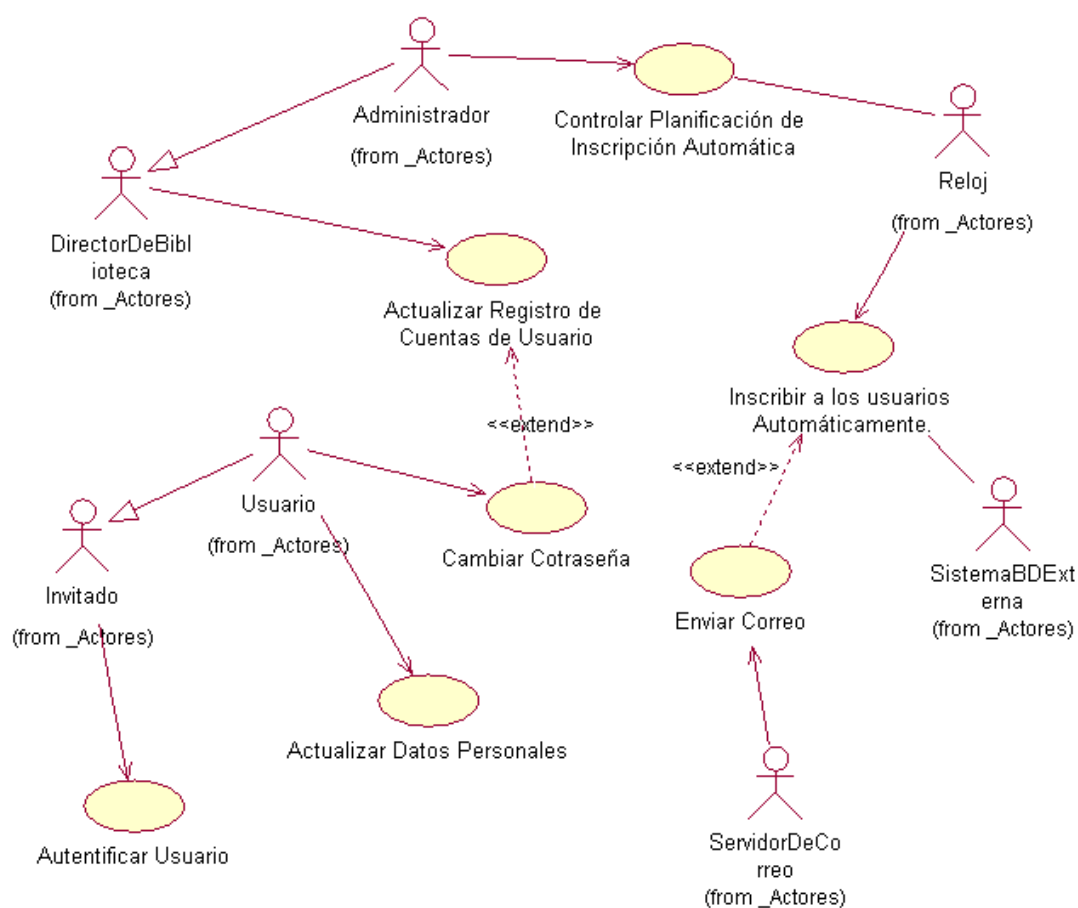 Administrador
(from _Actores)
Controlar Planificación de
Inscripción Automática
Reloj
(from _Actores)
DirectorDeBibl
ioteca
(from _Actores)
Actualizar Registro de
Cuentas de Usuario
<<extend>>
Inscribir a los usuarios
Automáticamente.
<<extend>>
Usuario
(from _Actores)
Cambiar Cotraseña
Invitado
(from _Actores)
SistemaBDExt
erna
(from _Actores)
Enviar Correo
Actualizar Datos Personales
Autentificar Usuario
ServidorDeCo
rreo
(from _Actores)